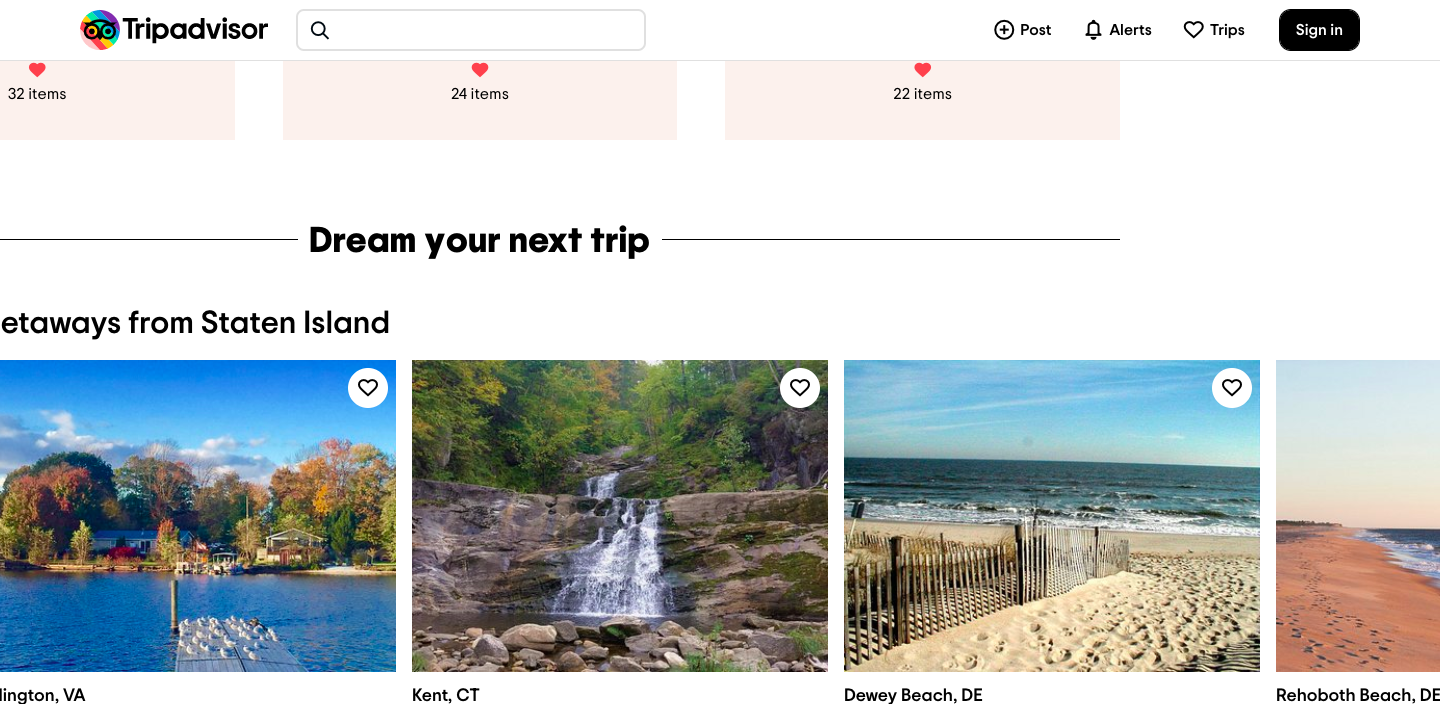 Tripadvisor
Post
Alerts
Trips
Sign in
32 items
24 items
22 items
Dream your next trip
etaways from Staten Island
lington, VA
Kent, CT
Dewey Beach, DE
Rehoboth Beach, DE